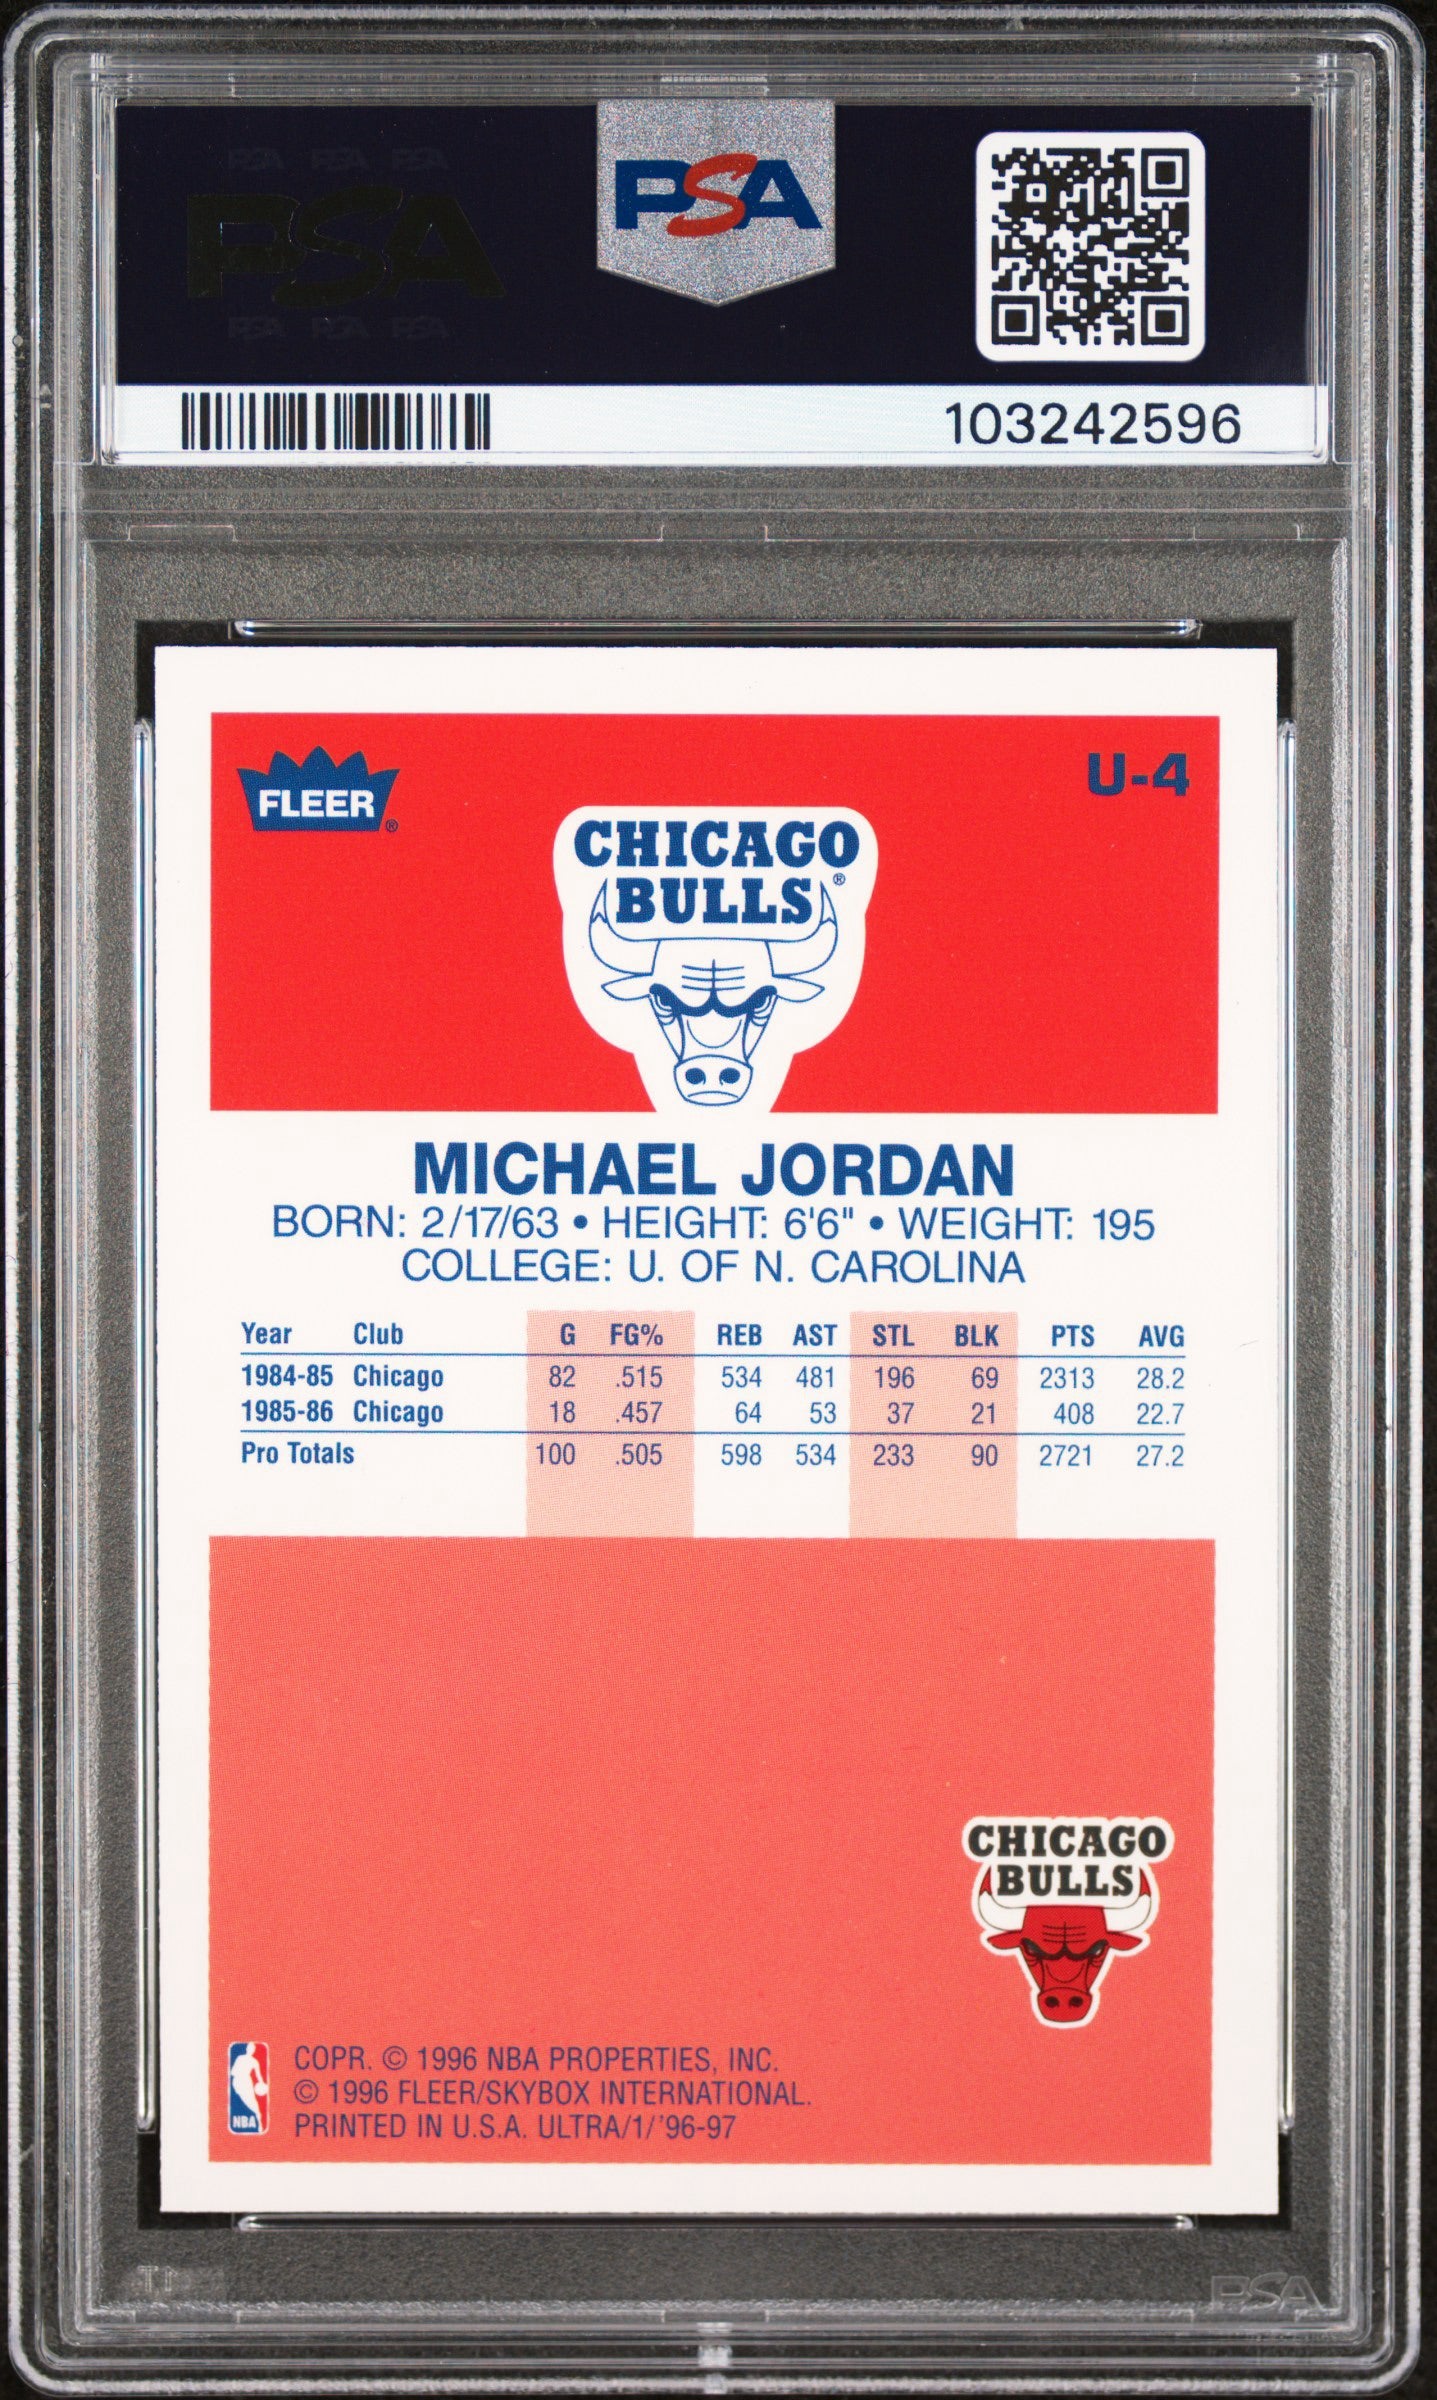 PSA PSA PSA
PSA
PSA
PSA PSA PSA
103242596
FLEER®
U-4
CHICAGO
BULLS®
MICHAEL JORDAN
BORN: 2/17/63 • HEIGHT: 6'6" • WEIGHT: 195
COLLEGE: U. OF N. CAROLINA
Year Club G FG% REB AST STL BLK PTS AVG
1984-85 Chicago 82 .515 534 481 196 69 2313 28.2
1985-86 Chicago 18 .457 64 53 37 21 408 22.7
Pro Totals 100 .505 598 534 233 90 2721 27.2
CHICAGO
BULLS
NBA
COPR. © 1996 NBA PROPERTIES, INC.
© 1996 FLEER/SKYBOX INTERNATIONAL.
PRINTED IN U.S.A. ULTRA/1/'96-97
PSA